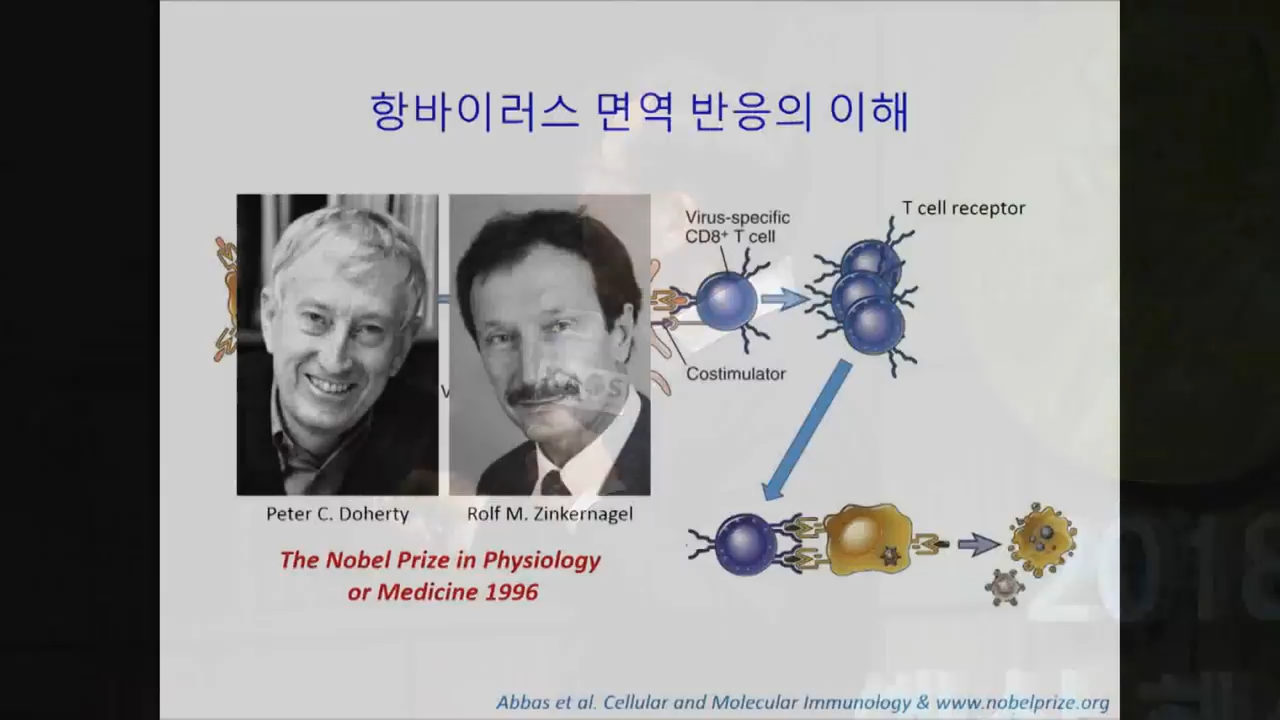 항바이러스 면역 반응의 이해
Virus-specific
CD8⁺ T cell
T cell receptor
Costimulator
Peter C. Doherty
Rolf M. Zinkernagel
The Nobel Prize in Physiology
or Medicine 1996
2018
Abbas et al. Cellular and Molecular Immunology & www.nobelprize.org